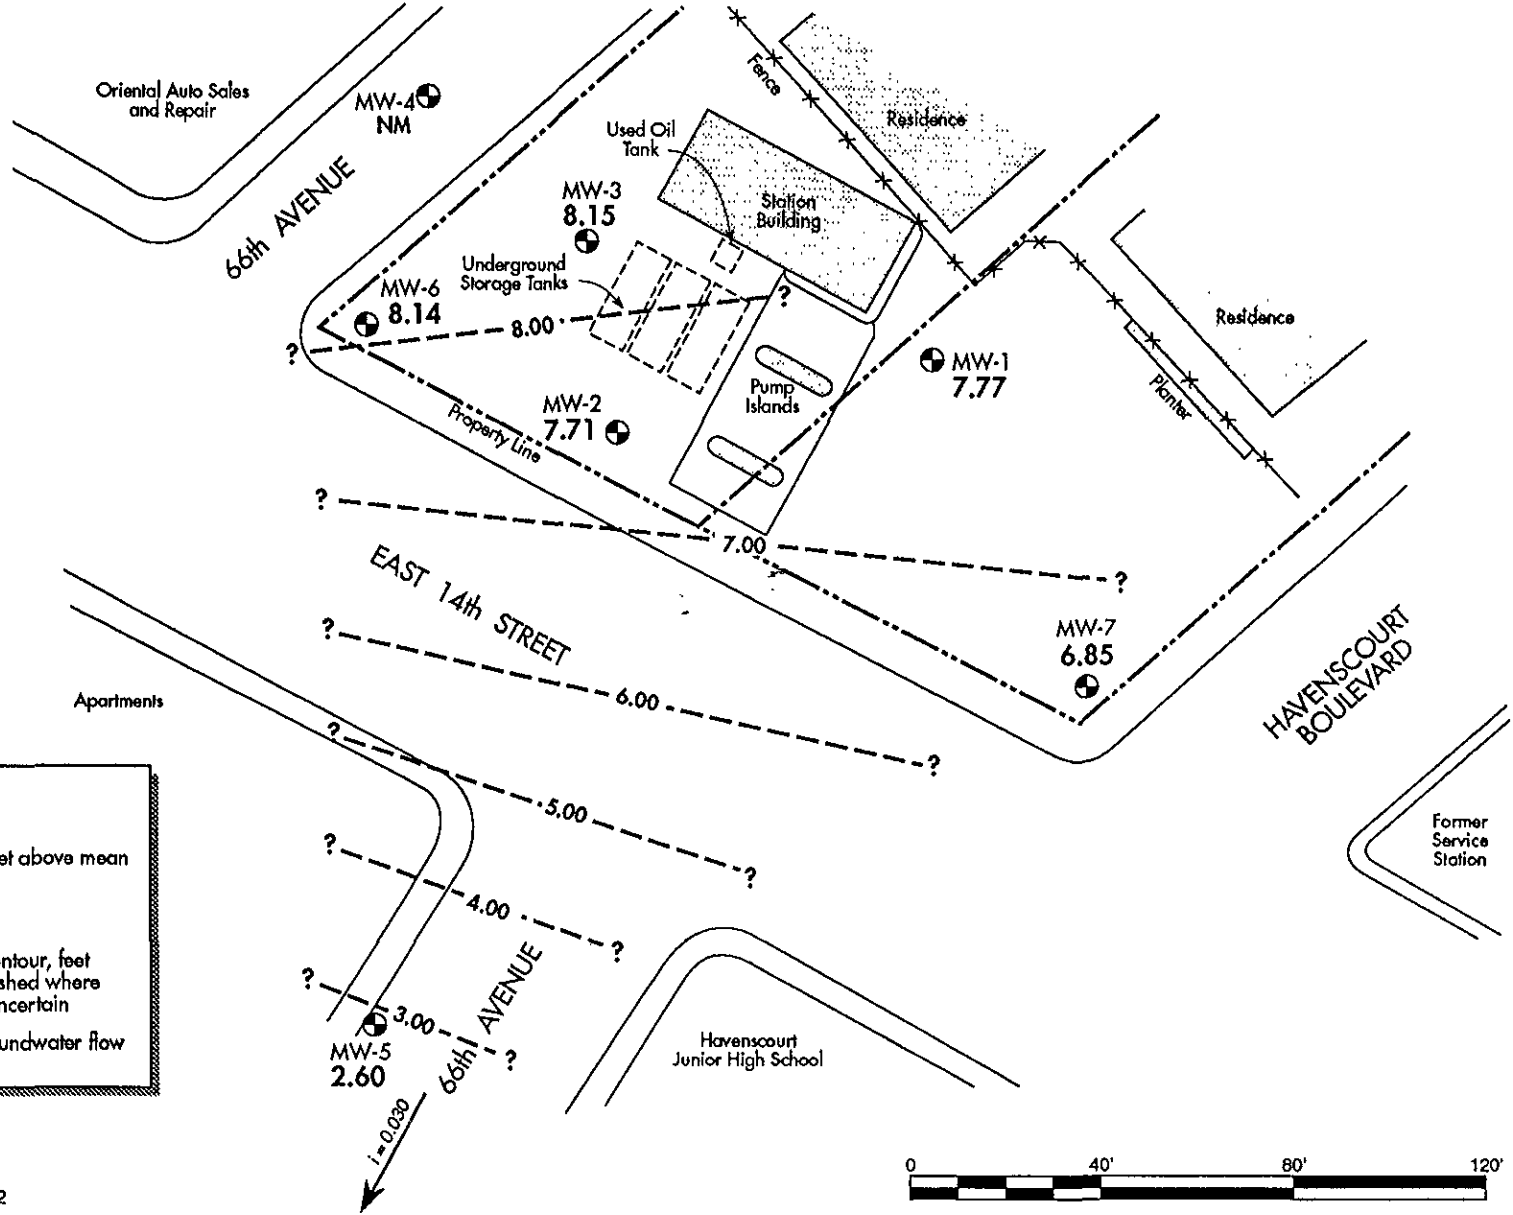 Oriental Auto Sales
and Repair
MW-4
NM
66th AVENUE
Fence
Residence
Used Oil
Tank
MW-3
8.15
Station
Building
Underground
Storage Tanks
MW-6
8.14
?
8.00
?
Residence
MW-1
7.77
Planter
Pump
Islands
MW-2
7.71
Property Line
?
7.00
?
EAST 14th STREET
MW-7
6.85
HAVENSCOURT
BOULEVARD
?
6.00
?
Apartments
?
5.00
?
Former
Service
Station
et above mean
?
4.00
?
ntour, feet
shed where
ncertain
undwater flow
?
3.00
?
MW-5
2.60
66th AVENUE
i = 0.030
Havenscourt
Junior High School
0 40' 80' 120'
2